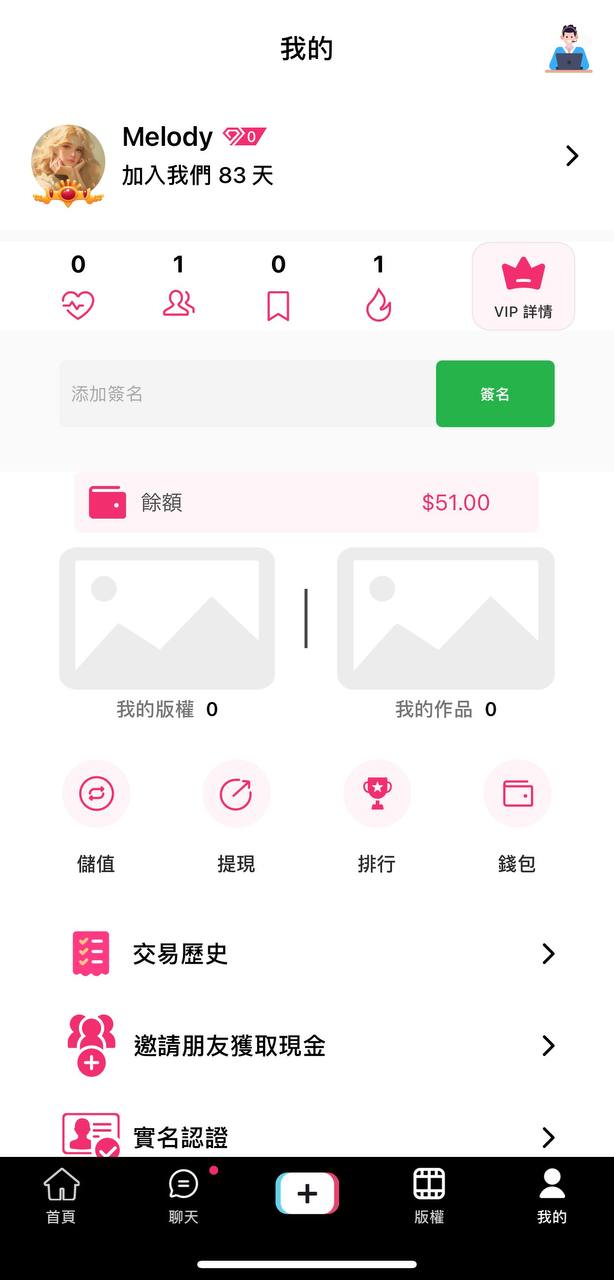 我的
Melody 0
加入我們 83 天
0 1 0 1
VIP 詳情
添加簽名 簽名
餘額 $51.00
我的版權 0 我的作品 0
儲值 提現 排行 錢包
交易歷史
邀請朋友獲取現金
實名認證
首頁 聊天 版權 我的